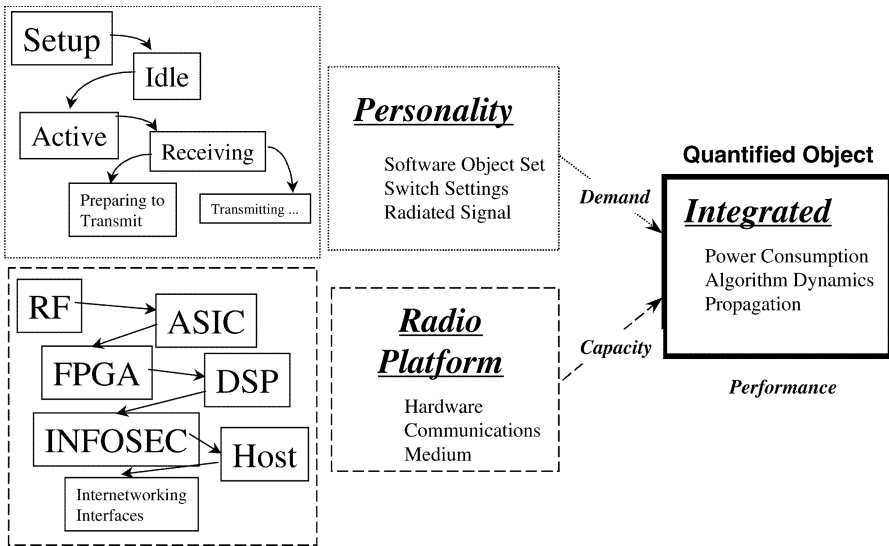 Setup
Idle
Active
Receiving
Preparing to
Transmit
Transmitting ...
Personality
Software Object Set
Switch Settings
Radiated Signal
Demand
Quantified Object
Integrated
Power Consumption
Algorithm Dynamics
Propagation
RF
ASIC
FPGA
DSP
INFOSEC
Host
Internetworking
Interfaces
Radio
Platform
Hardware
Communications
Medium
Capacity
Performance